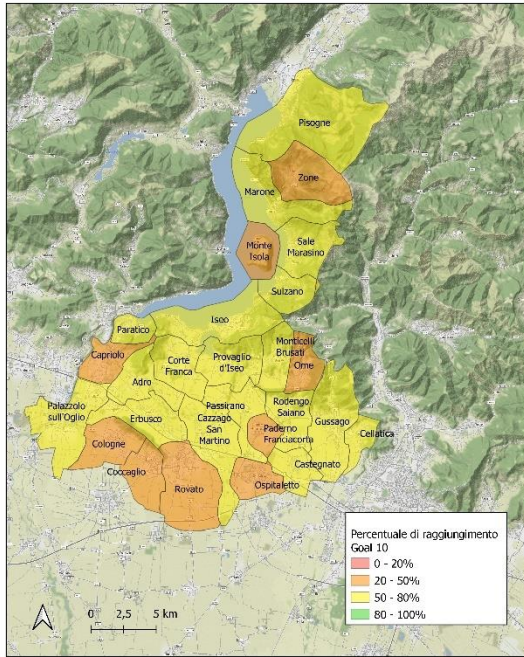 Pisogne
Zone
Marone
Monte
Isola
Sale
Marasino
Sulzano
Iseo
Paratico
Capriolo
Adro
Corte
Franca
Provaglio
d'Iseo
Monticelli
Brusati
Ome
Palazzolo
sull'Oglio
Erbusco
Passirano
Cazzago
San
Martino
Rodengo
Saiano
Gussago
Cellatica
Paderno
Franciacorta
Castegnato
Cologne
Coccaglio
Rovato
Ospitaletto
Percentuale di raggiungimento
Goal 10
0 - 20%
20 - 50%
50 - 80%
80 - 100%
0 2,5 5 km